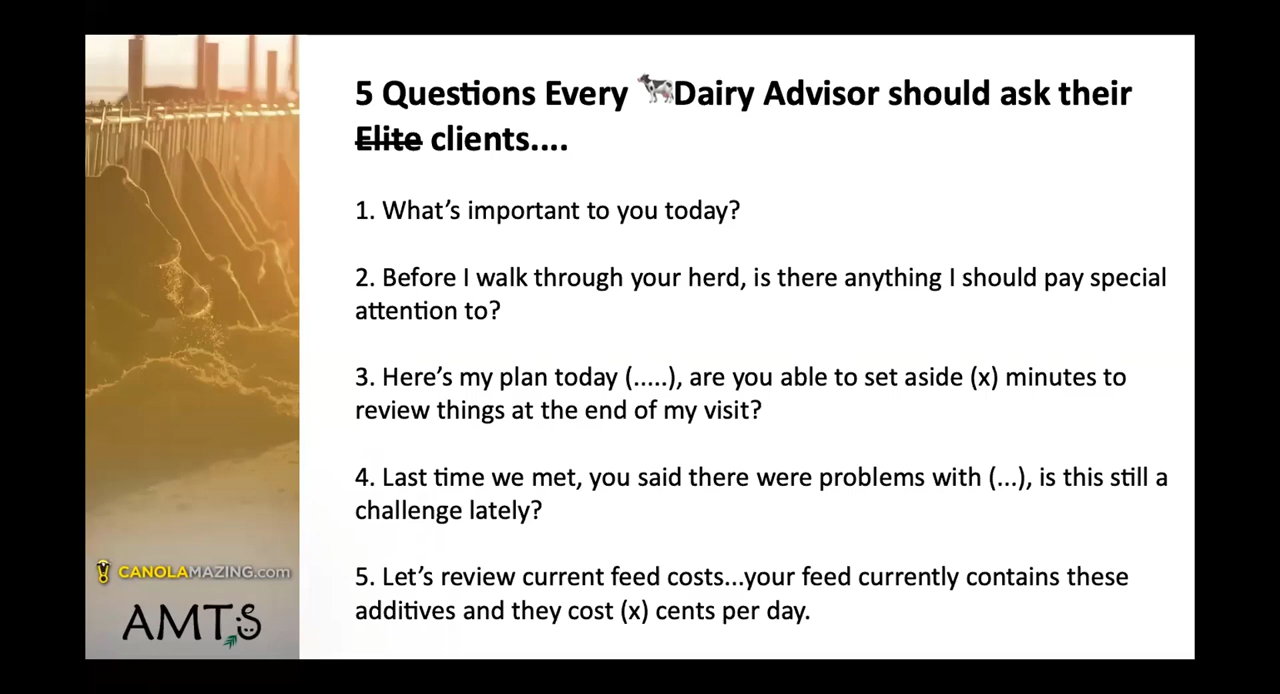 5 Questions Every Dairy Advisor should ask their
Elite clients....
1. What's important to you today?
2. Before I walk through your herd, is there anything I should pay special
attention to?
3. Here's my plan today (.....), are you able to set aside (x) minutes to
review things at the end of my visit?
4. Last time we met, you said there were problems with (...), is this still a
challenge lately?
5. Let's review current feed costs...your feed currently contains these
additives and they cost (x) cents per day.
CANOLAMAZING.com
AMTS